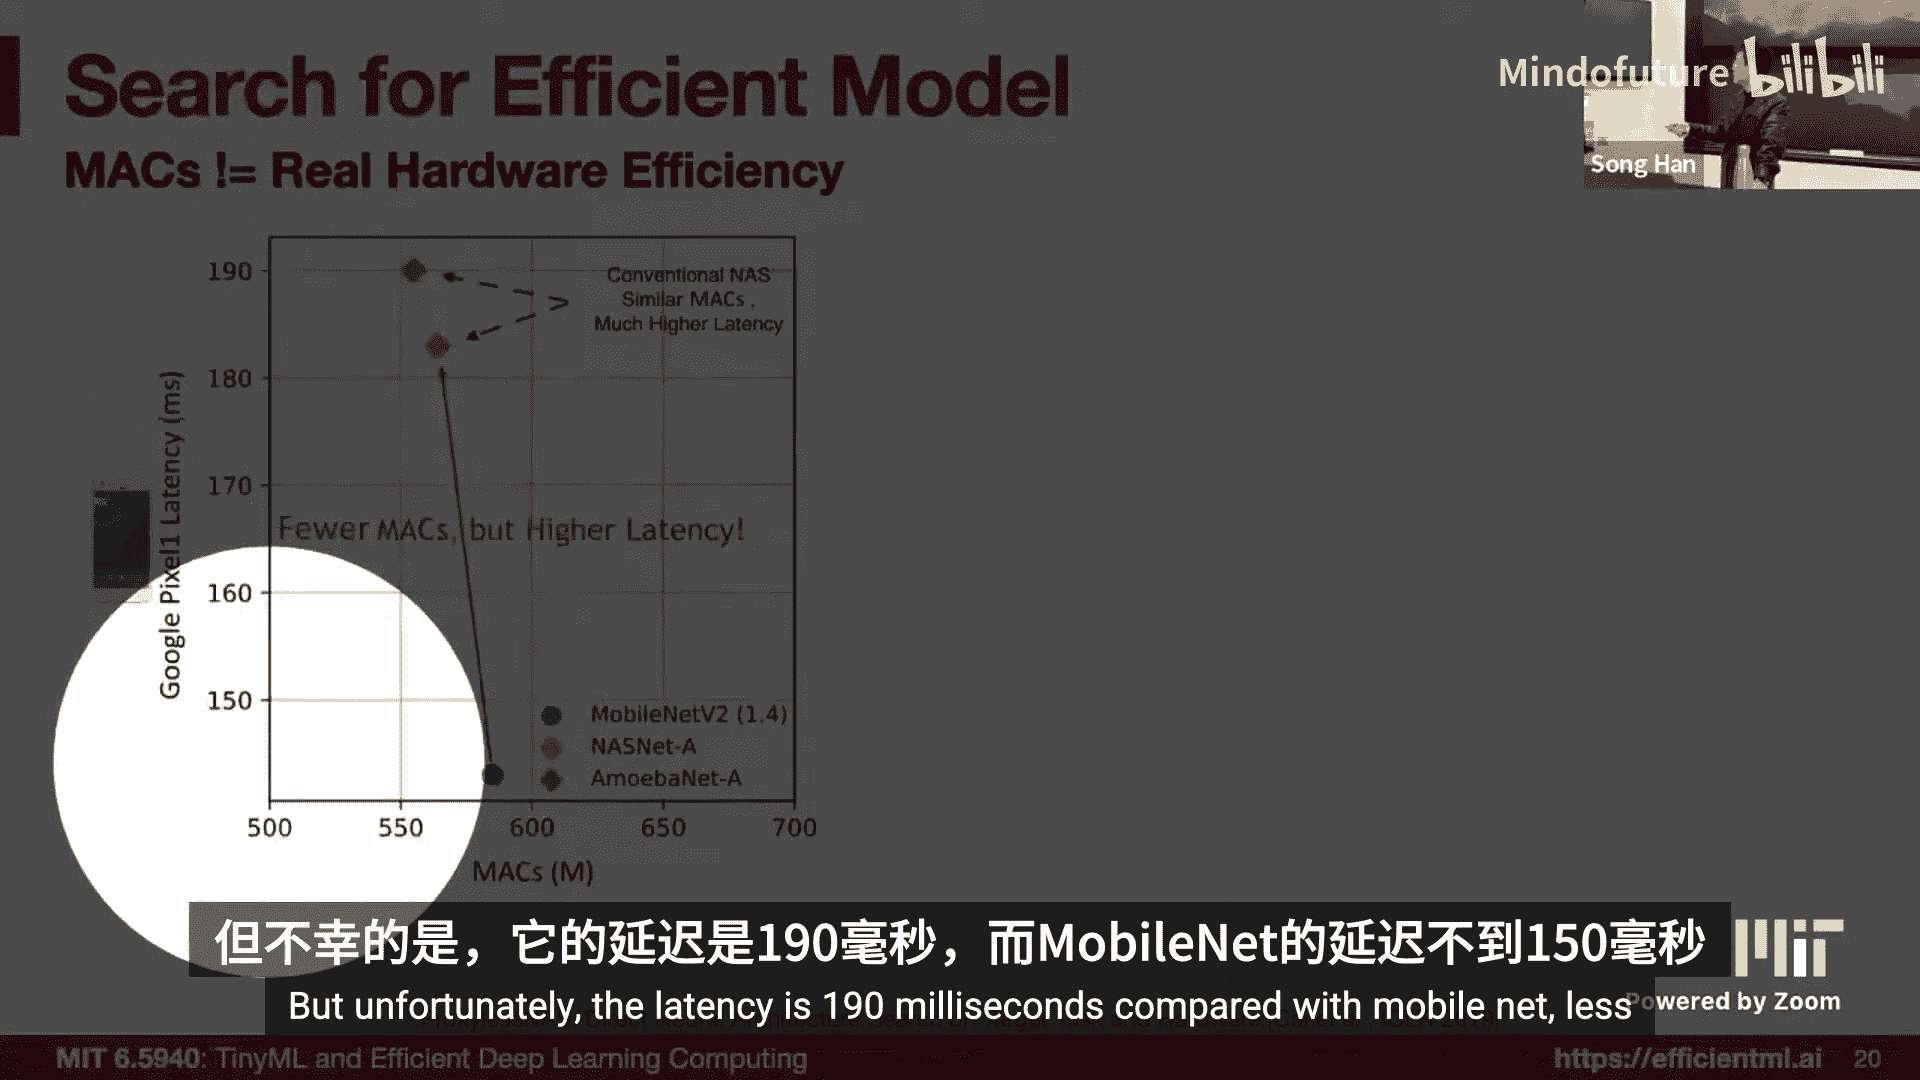 Search for Efficient Model
MACs != Real Hardware Efficiency
Mindofuture bilibili
Song Han
Conventional NAS
Similar MACs ,
Much Higher Latency
190
180
170
160
150
Google Pixel1 Latency (ms)
Fewer MACs, but Higher Latency!
MobileNetV2 (1.4)
NASNet-A
AmoebaNet-A
500 550 600 650 700
MACs (M)
但不幸的是，它的延迟是190毫秒，而MobileNet的延迟不到150毫秒
But unfortunately, the latency is 190 milliseconds compared with mobile net, less
MIT
Powered by Zoom
MIT 6.5940: TinyML and Efficient Deep Learning Computing
https://efficientml.ai 20